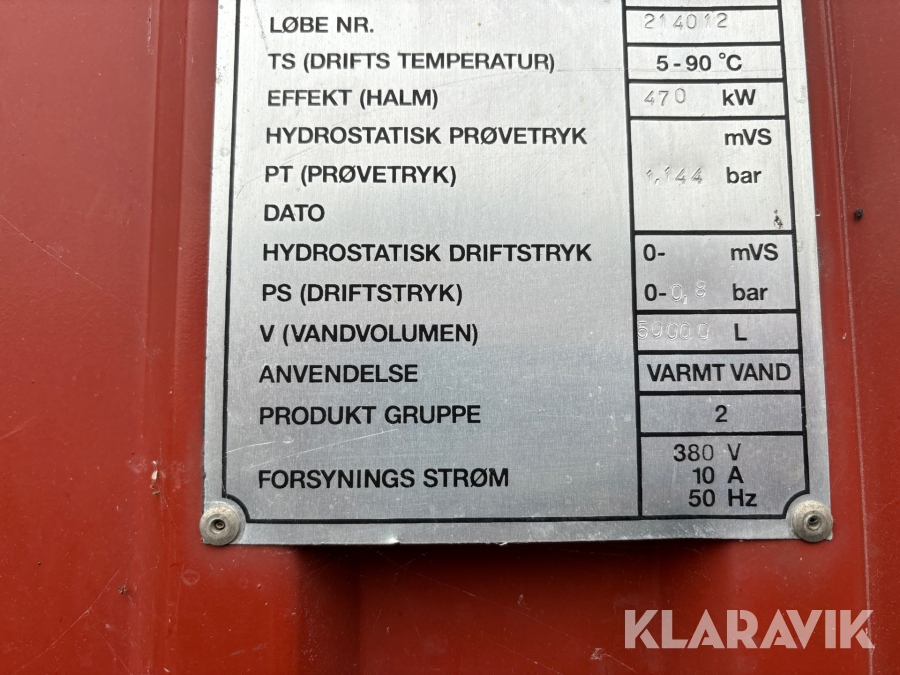 LØBE NR. 214012
TS (DRIFTS TEMPERATUR) 5-90 °C
EFFEKT (HALM) 470 kW
HYDROSTATISK PRØVETRYK mVS
PT (PRØVETRYK) 1,144 bar
DATO
HYDROSTATISK DRIFTSTRYK 0- mVS
PS (DRIFTSTRYK) 0-0,8 bar
V (VANDVOLUMEN) L
ANVENDELSE VARMT VAND
PRODUKT GRUPPE 2
FORSYNINGS STRØM 380 V
10 A
50 Hz
KLARAVIK